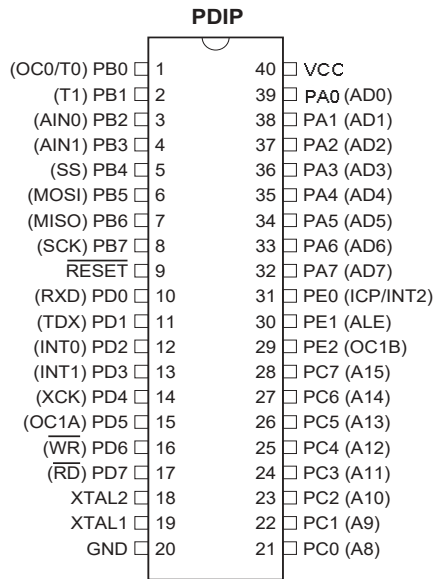 PDIP
(OC0/T0) PB0 1 40 VCC
(T1) PB1 2 39 PA0 (AD0)
(AIN0) PB2 3 38 PA1 (AD1)
(AIN1) PB3 4 37 PA2 (AD2)
(SS) PB4 5 36 PA3 (AD3)
(MOSI) PB5 6 35 PA4 (AD4)
(MISO) PB6 7 34 PA5 (AD5)
(SCK) PB7 8 33 PA6 (AD6)
RESET 9 32 PA7 (AD7)
(RXD) PD0 10 31 PE0 (ICP/INT2)
(TDX) PD1 11 30 PE1 (ALE)
(INT0) PD2 12 29 PE2 (OC1B)
(INT1) PD3 13 28 PC7 (A15)
(XCK) PD4 14 27 PC6 (A14)
(OC1A) PD5 15 26 PC5 (A13)
(WR) PD6 16 25 PC4 (A12)
(RD) PD7 17 24 PC3 (A11)
XTAL2 18 23 PC2 (A10)
XTAL1 19 22 PC1 (A9)
GND 20 21 PC0 (A8)